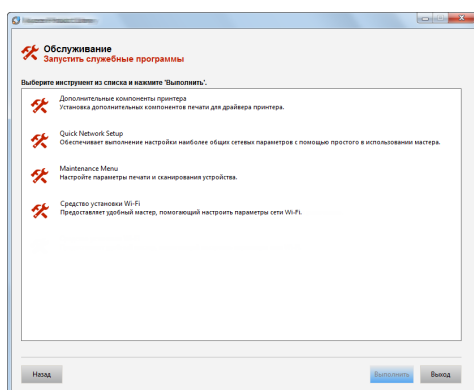 Обслуживание
Запустить служебные программы
Выберите инструмент из списка и нажмите 'Выполнить'.
Дополнительные компоненты принтера
Установка дополнительных компонентов печати для драйвера принтера.
Quick Network Setup
Обеспечивает выполнение настройки наиболее общих сетевых параметров с помощью простого в использовании мастера.
Maintenance Menu
Настройте параметры печати и сканирования устройства.
Средство установки Wi-Fi
Предоставляет удобный мастер, помогающий настроить параметры сети Wi-Fi.
Назад
Выполнить
Выход